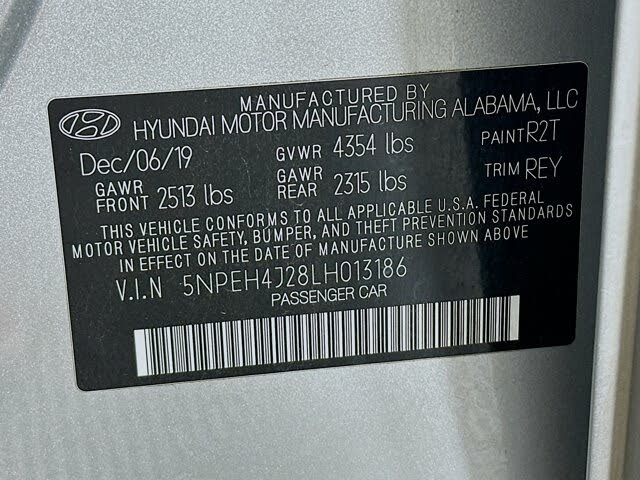 MANUFACTURED BY
HYUNDAI MOTOR MANUFACTURING ALABAMA, LLC
Dec/06/19 GVWR 4354 lbs PAINT R2T
GAWR FRONT 2513 lbs GAWR REAR 2315 lbs TRIM REY
THIS VEHICLE CONFORMS TO ALL APPLICABLE U.S.A. FEDERAL
MOTOR VEHICLE SAFETY, BUMPER, AND THEFT PREVENTION STANDARDS
IN EFFECT ON THE DATE OF MANUFACTURE SHOWN ABOVE.
V.I.N 5NPEH4J28LH013186
PASSENGER CAR